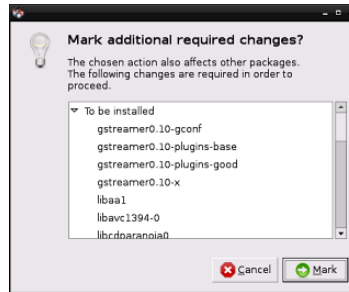 Mark additional required changes?
The chosen action also affects other packages.
The following changes are required in order to
proceed.
To be installed
gstreamer0.10-gconf
gstreamer0.10-plugins-base
gstreamer0.10-plugins-good
gstreamer0.10-x
libaa1
libavc1394-0
libcdparanoia0
Cancel
Mark